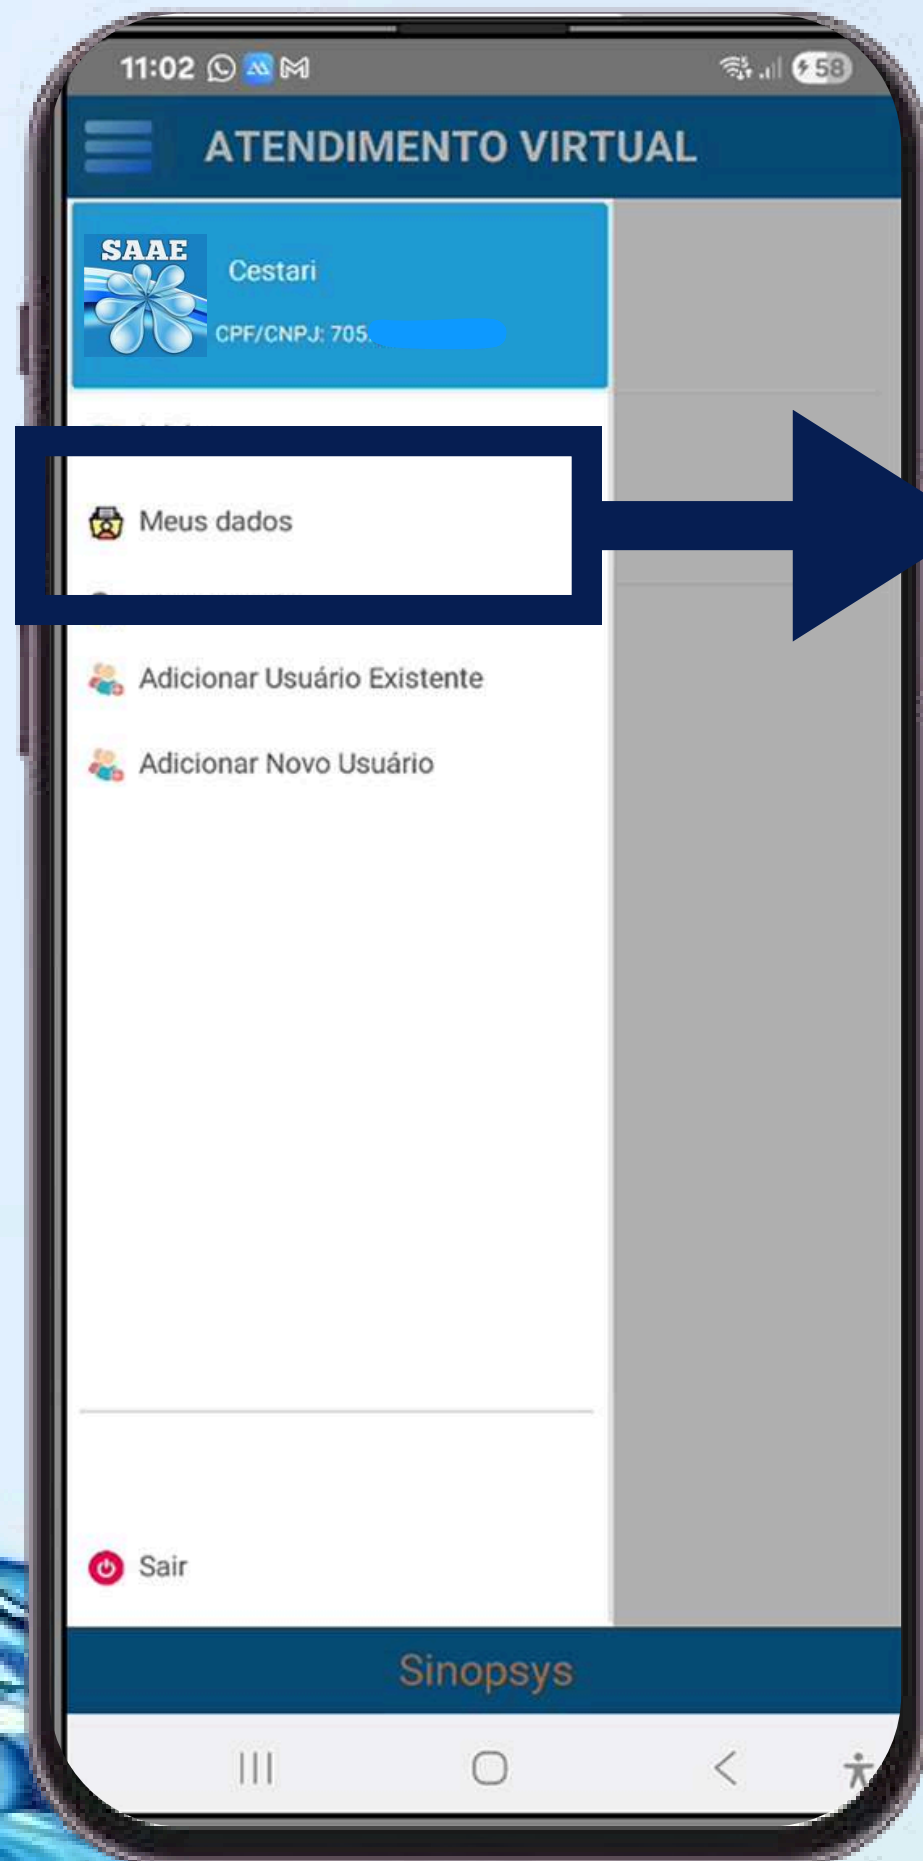 11:02
58
ATENDIMENTO VIRTUAL
SAAE
Cestari
CPF/CNPJ: 705.
Meus dados
Adicionar Usuário Existente
Adicionar Novo Usuário
Sair
Sinopsys